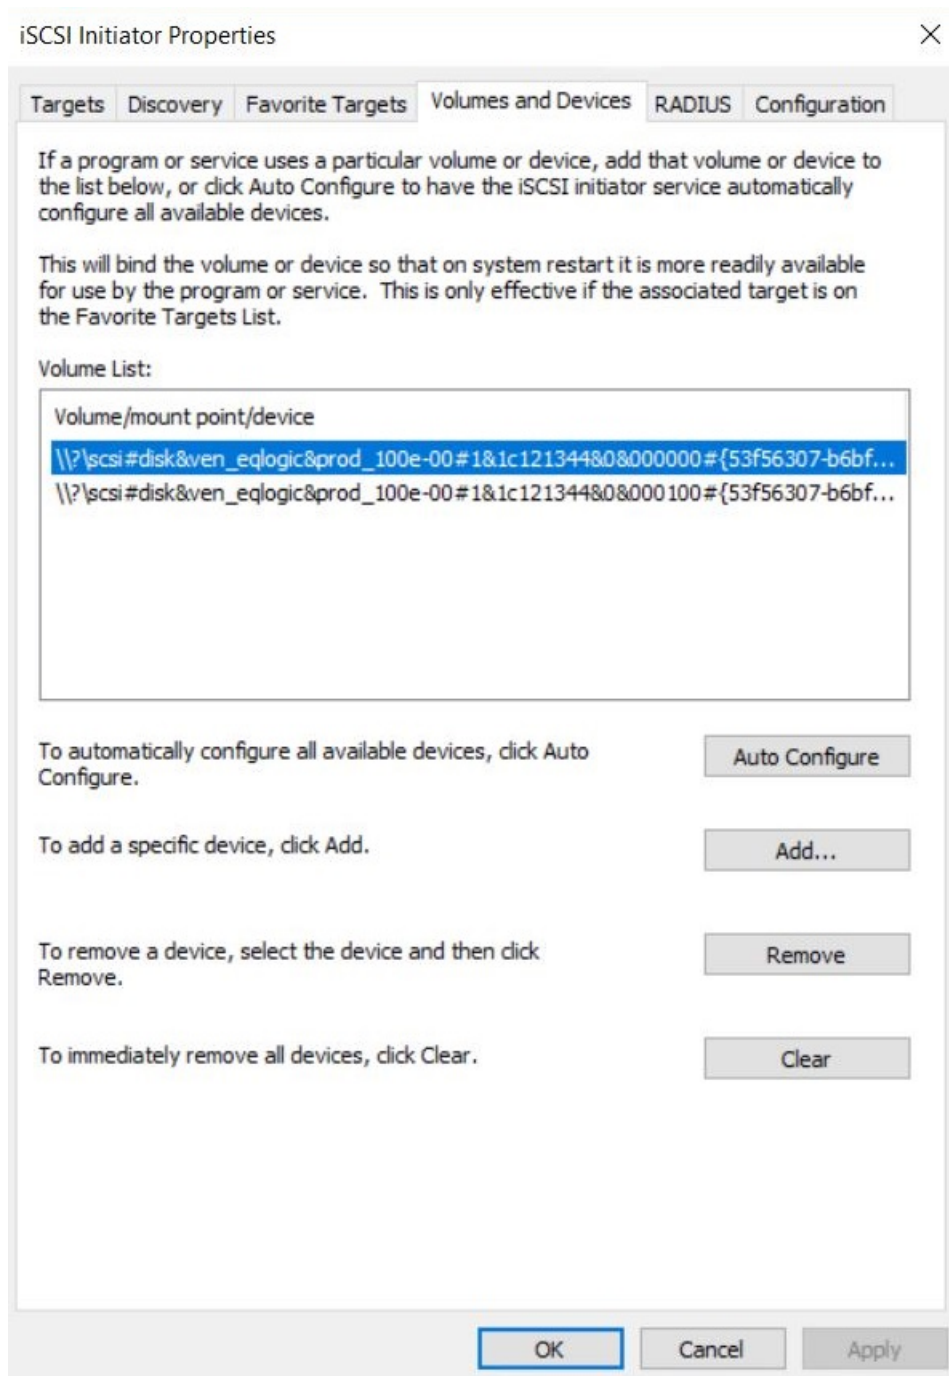 iSCSI Initiator Properties
Targets Discovery Favorite Targets Volumes and Devices RADIUS Configuration
If a program or service uses a particular volume or device, add that volume or device to
the list below, or click Auto Configure to have the iSCSI initiator service automatically
configure all available devices.
This will bind the volume or device so that on system restart it is more readily available
for use by the program or service. This is only effective if the associated target is on
the Favorite Targets List.
Volume List:
Volume/mount point/device
\\?\scsi#disk&ven_eqlogic&prod_100e-00#1&1c121344&0&000000#{53f56307-b6bf...
\\?\scsi#disk&ven_eqlogic&prod_100e-00#1&1c121344&0&000100#{53f56307-b6bf...
To automatically configure all available devices, click Auto
Configure.
Auto Configure
To add a specific device, click Add.
Add...
To remove a device, select the device and then click
Remove.
Remove
To immediately remove all devices, click Clear.
Clear
OK Cancel Apply